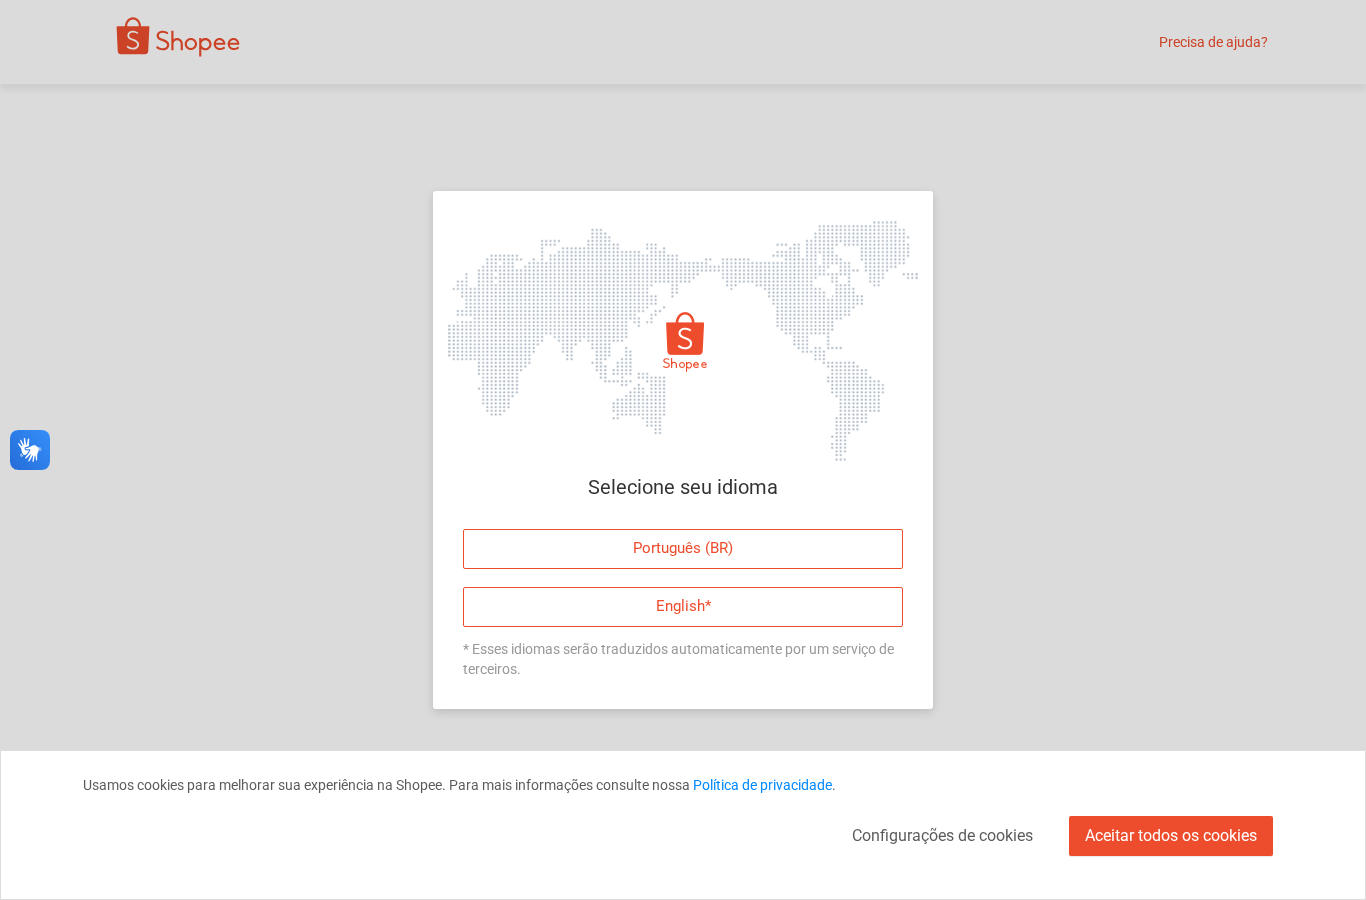 Shopee
Precisa de ajuda?
Shopee
Selecione seu idioma
Português (BR)
English*
* Esses idiomas serão traduzidos automaticamente por um serviço de
terceiros.
Usamos cookies para melhorar sua experiência na Shopee. Para mais informações consulte nossa Política de privacidade.
Configurações de cookies
Aceitar todos os cookies